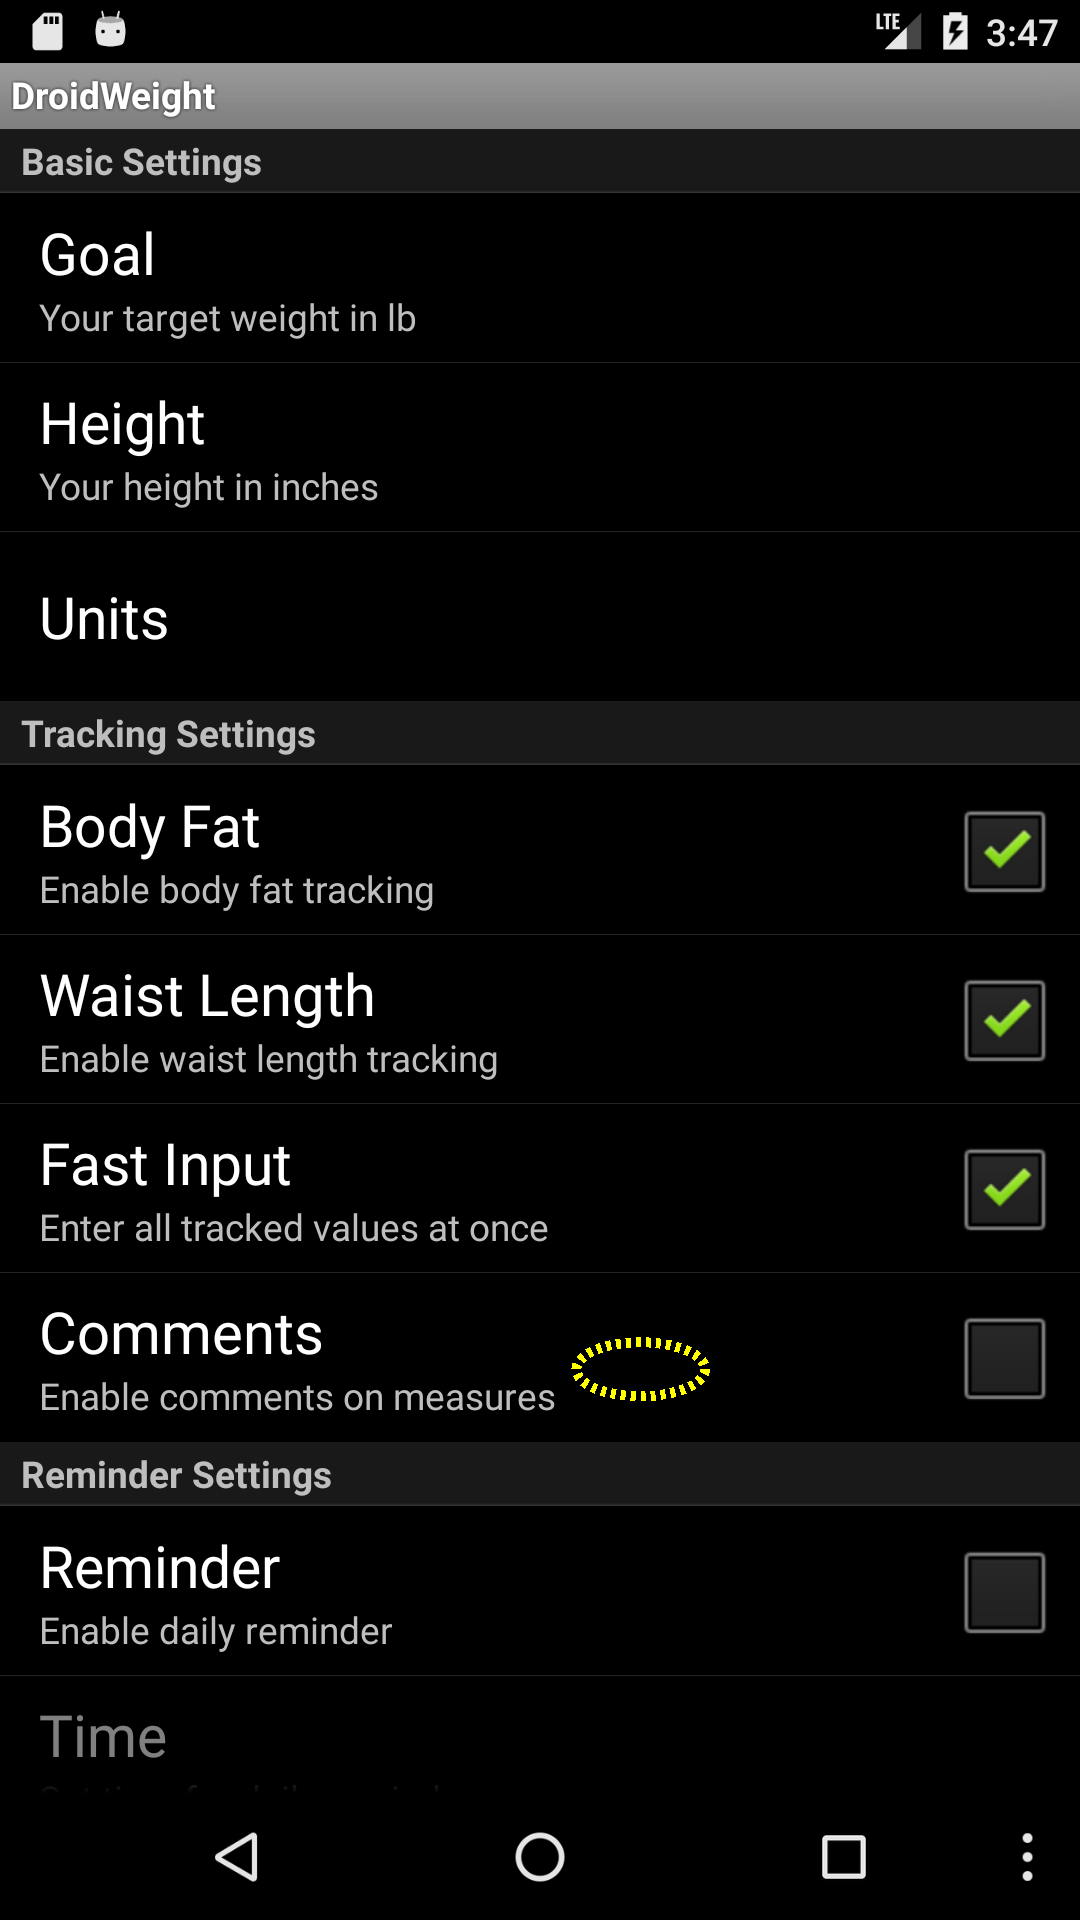 LTE 3:47
DroidWeight
Basic Settings
Goal
Your target weight in lb
Height
Your height in inches
Units
Tracking Settings
Body Fat
Enable body fat tracking
Waist Length
Enable waist length tracking
Fast Input
Enter all tracked values at once
Comments
Enable comments on measures
Reminder Settings
Reminder
Enable daily reminder
Time